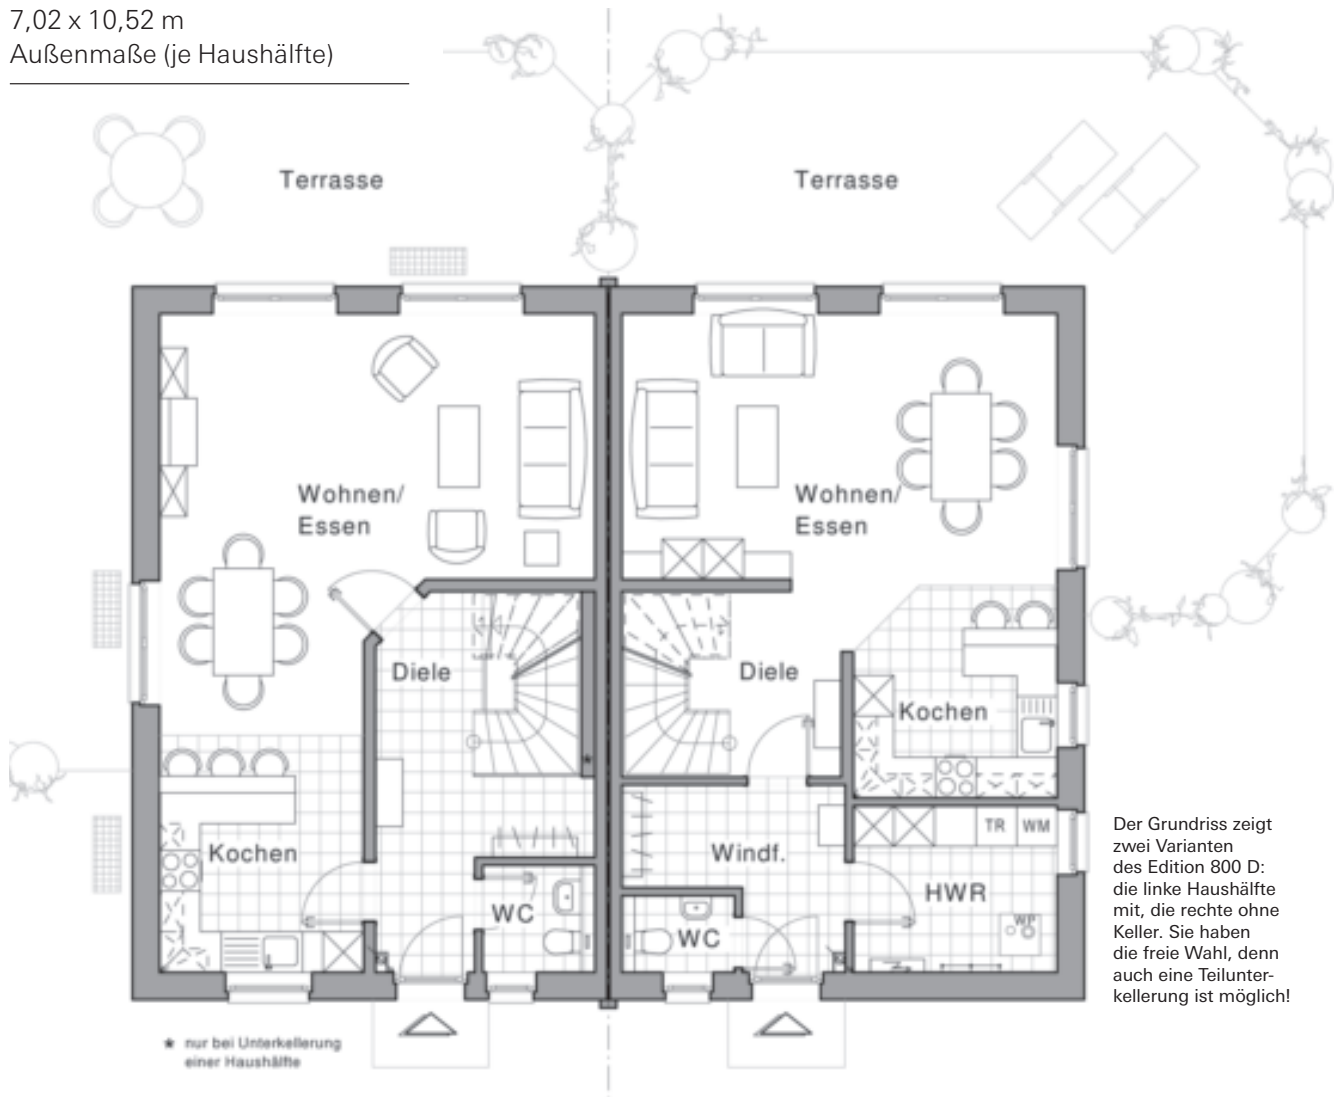 7,02 x 10,52 m
Außenmaße (je Haushälfte)
Terrasse
Terrasse
Wohnen/
Essen
Wohnen/
Essen
Diele
Diele
Kochen
Kochen
TR
WM
Windf.
HWR
WP
WC
WC
*
* nur bei Unterkellerung
einer Haushälfte
Der Grundriss zeigt
zwei Varianten
des Edition 800 D:
die linke Haushälfte
mit, die rechte ohne
Keller. Sie haben
die freie Wahl, denn
auch eine Teilunter-
kellerung ist möglich!